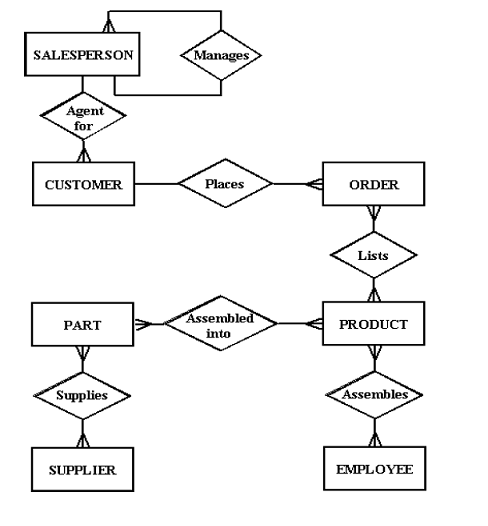 SALESPERSON
Manages
Agent
for
CUSTOMER
Places
ORDER
Lists
PART
Assembled
into
PRODUCT
Supplies
Assembles
SUPPLIER
EMPLOYEE